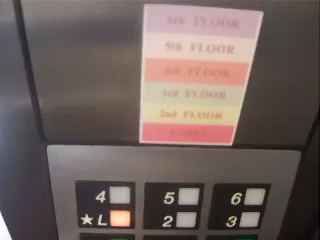 6th FLOOR
5th FLOOR
4th FLOOR
3rd FLOOR
2nd FLOOR
4 5 6
★L 2 3